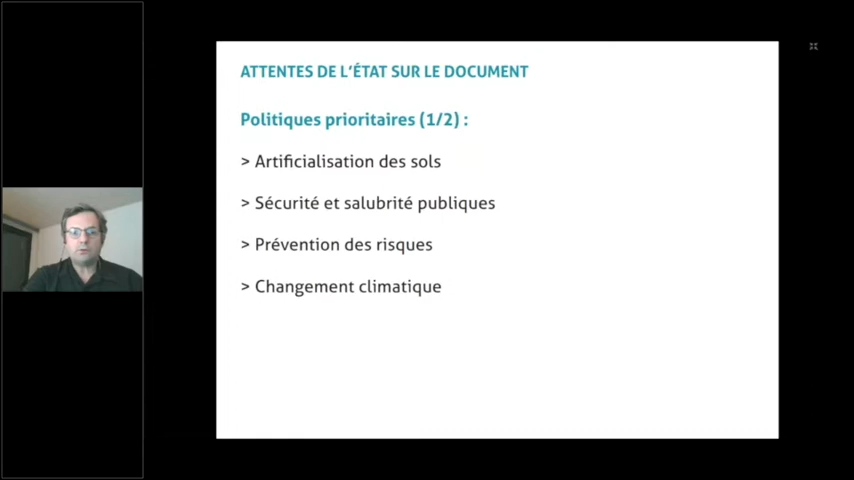 ATTENTES DE L'ÉTAT SUR LE DOCUMENT
Politiques prioritaires (1/2) :
> Artificialisation des sols
> Sécurité et salubrité publiques
> Prévention des risques
> Changement climatique